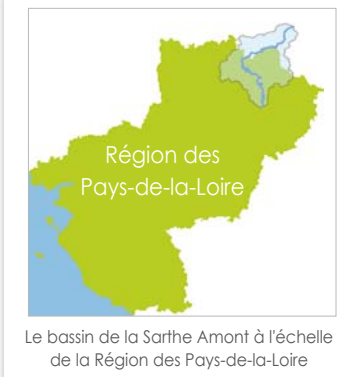 Région des
Pays-de-la-Loire
Le bassin de la Sarthe Amont à l'échelle
de la Région des Pays-de-la-Loire